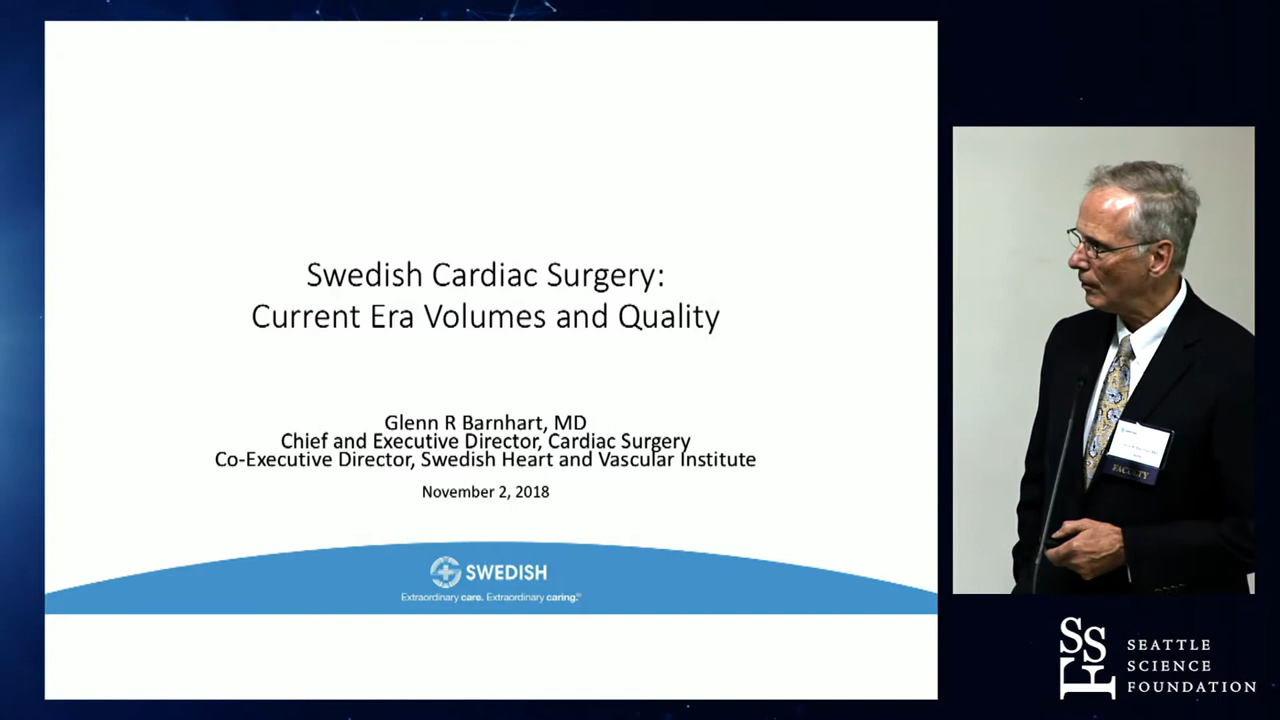 Swedish Cardiac Surgery:
Current Era Volumes and Quality
Glenn R Barnhart, MD
Chief and Executive Director, Cardiac Surgery
Co-Executive Director, Swedish Heart and Vascular Institute
November 2, 2018
SWEDISH
Extraordinary care. Extraordinary caring.®
FACULTY
SSF
SEATTLE
SCIENCE
FOUNDATION